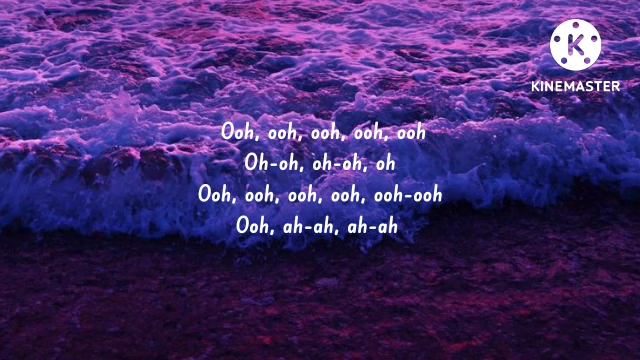 KINEMASTER
Ooh, ooh, ooh, ooh, ooh
Oh-oh, oh-oh, oh
Ooh, ooh, ooh, ooh, ooh-ooh
Ooh, ah-ah, ah-ah